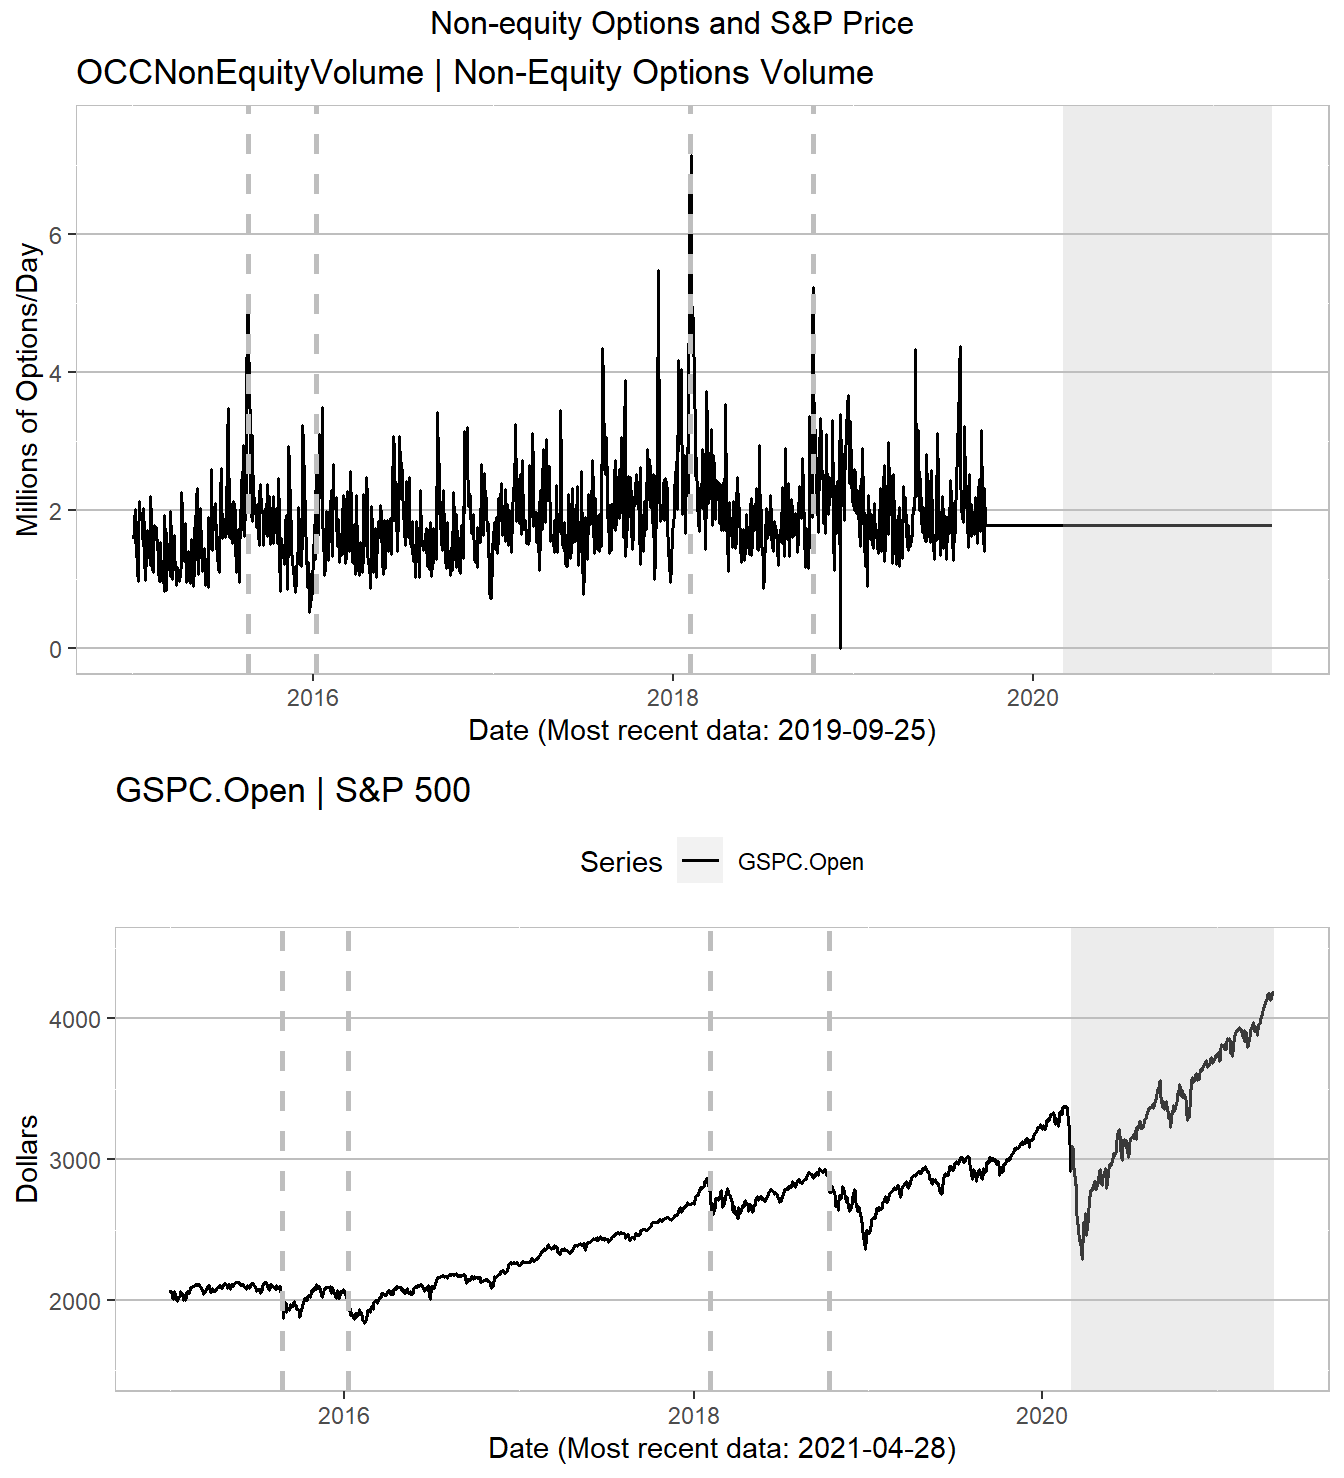 Non-equity Options and S&P Price
OCCNonEquityVolume | Non-Equity Options Volume
Millions of Options/Day
6
4
2
0
2016
2018
2020
Date (Most recent data: 2019-09-25)
GSPC.Open | S&P 500
Series
GSPC.Open
Dollars
4000
3000
2000
2016
2018
2020
Date (Most recent data: 2021-04-28)